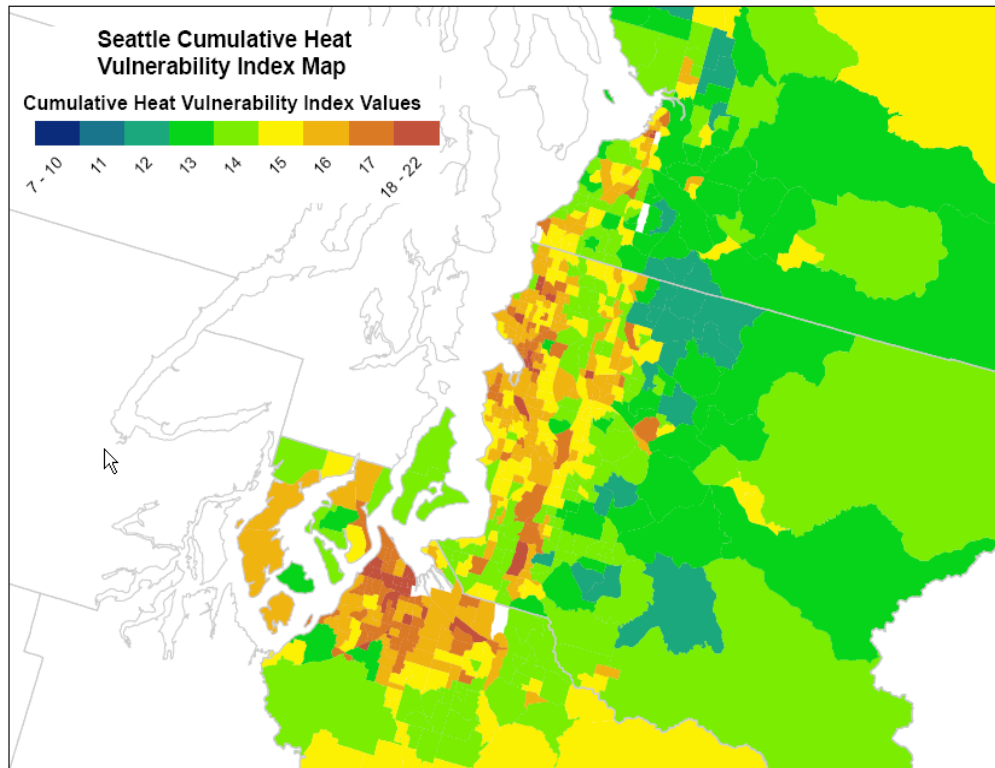 Seattle Cumulative Heat
Vulnerability Index Map
Cumulative Heat Vulnerability Index Values
7 - 10 11 12 13 14 15 16 17 18 - 22